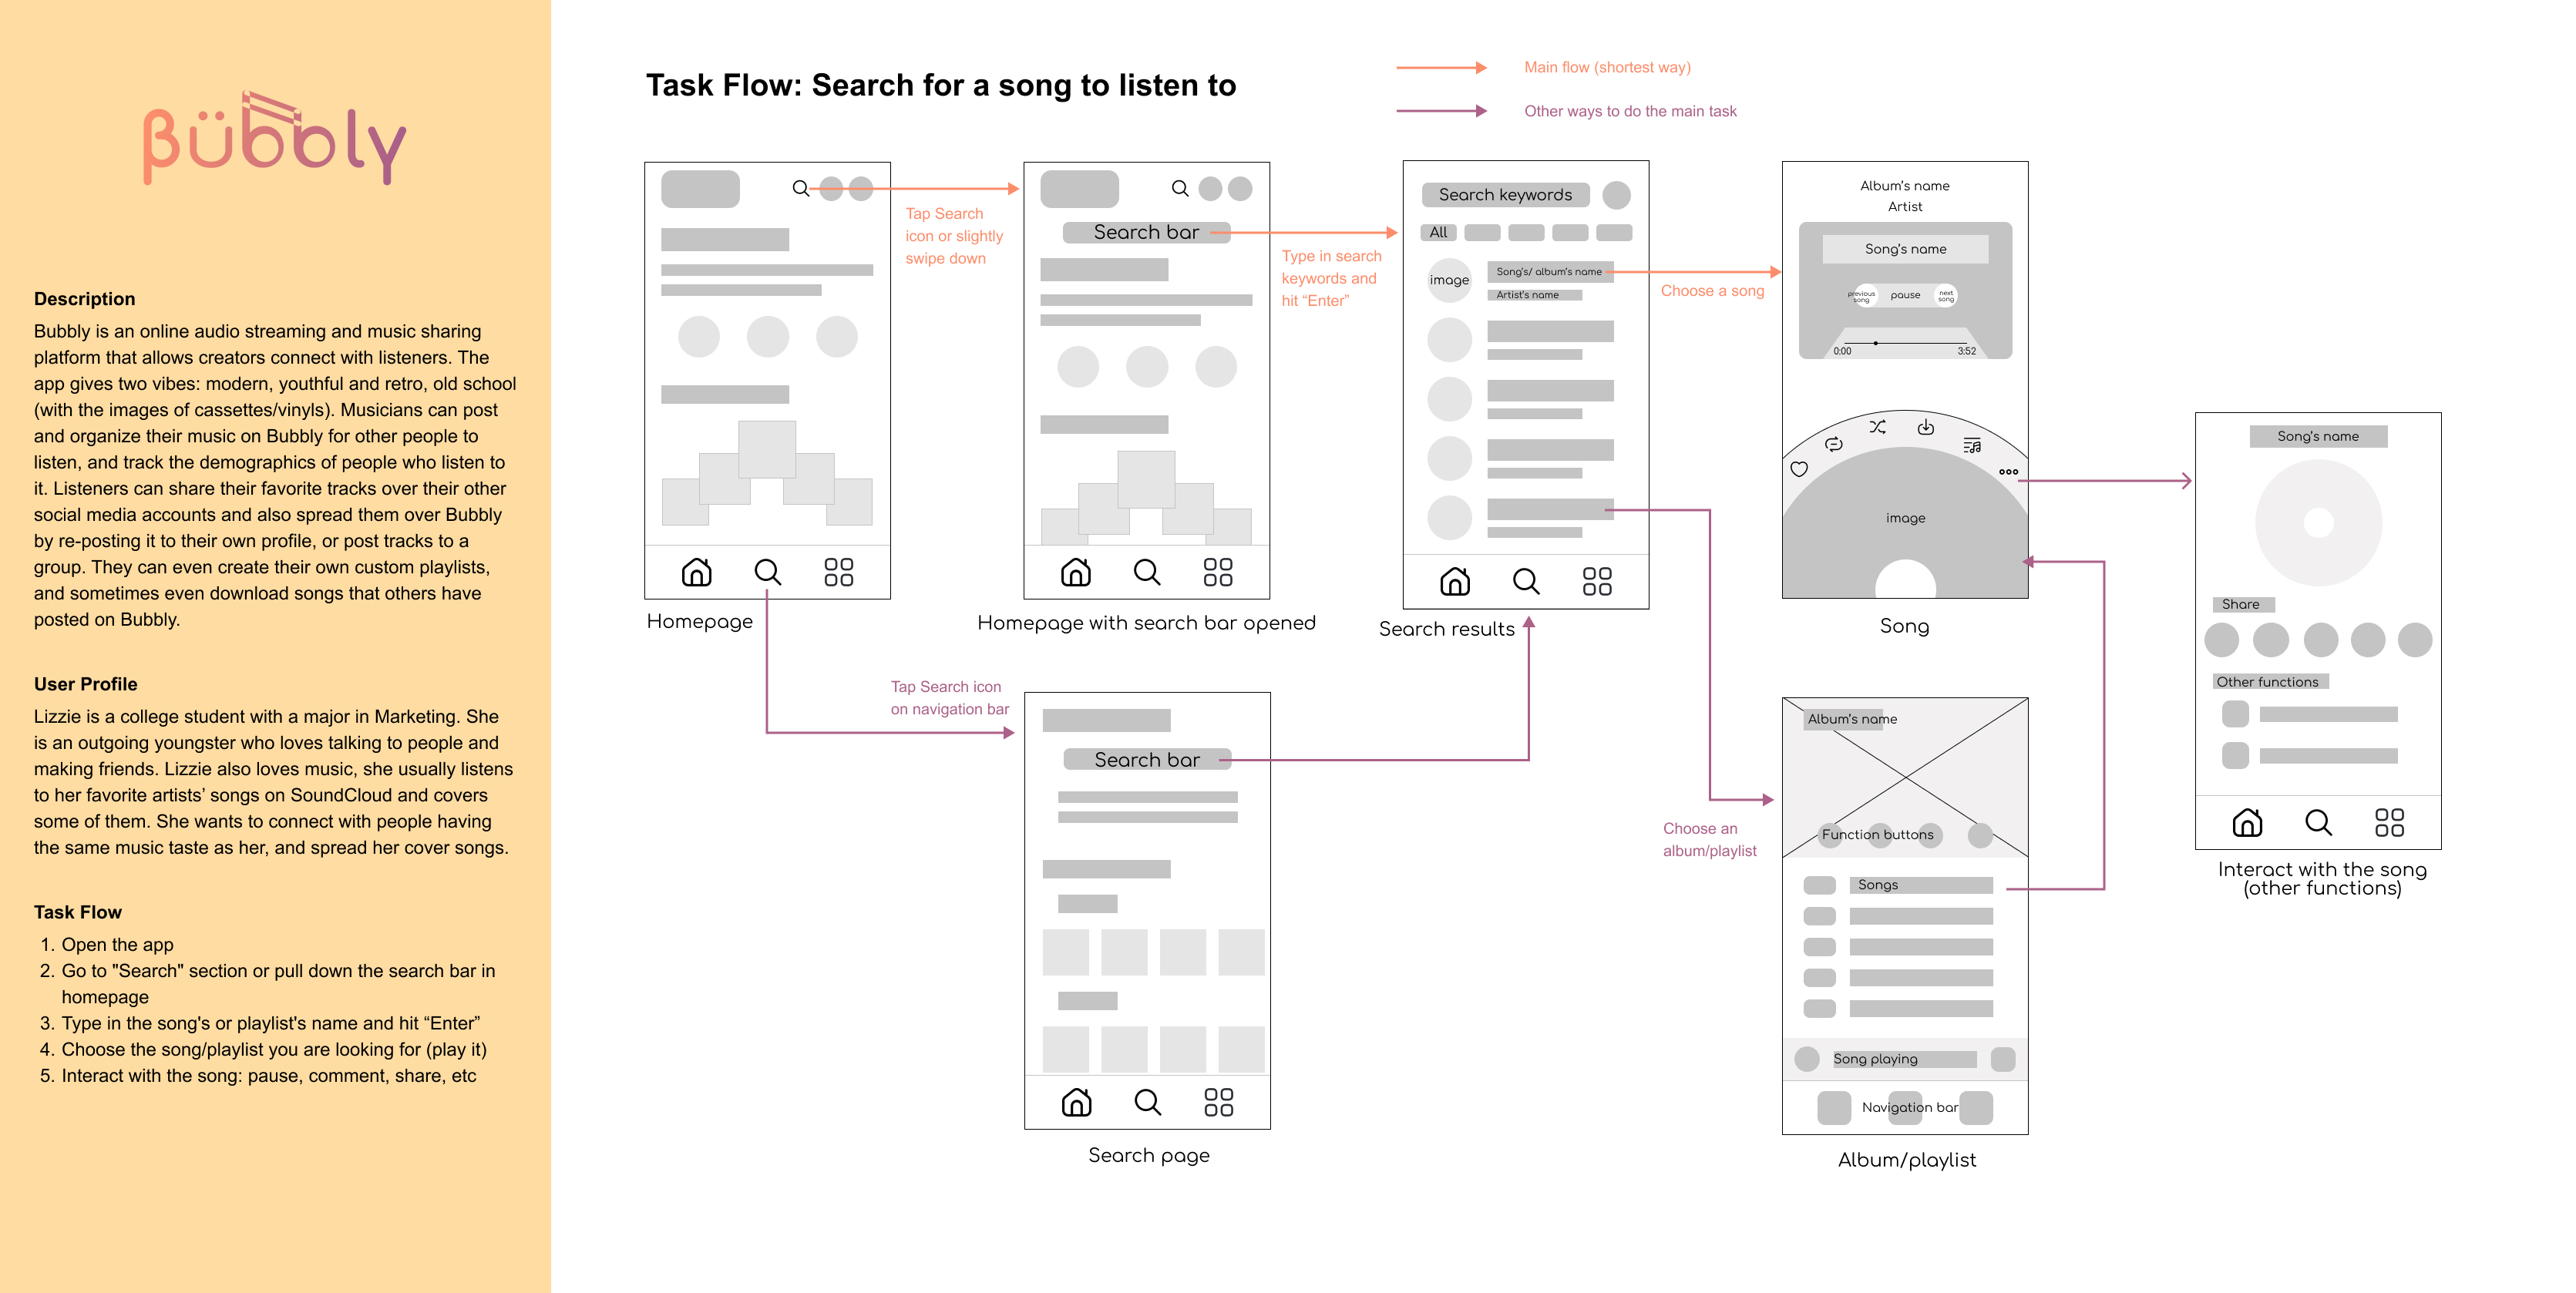 βübbly
Description
Bubbly is an online audio streaming and music sharing
platform that allows creators connect with listeners. The
app gives two vibes: modern, youthful and retro, old school
(with the images of cassettes/vinyls). Musicians can post
and organize their music on Bubbly for other people to
listen, and track the demographics of people who listen to
it. Listeners can share their favorite tracks over their other
social media accounts and also spread them over Bubbly
by re-posting it to their own profile, or post tracks to a
group. They can even create their own custom playlists,
and sometimes even download songs that others have
posted on Bubbly.
User Profile
Lizzie is a college student with a major in Marketing. She
is an outgoing youngster who loves talking to people and
making friends. Lizzie also loves music, she usually listens
to her favorite artists’ songs on SoundCloud and covers
some of them. She wants to connect with people having
the same music taste as her, and spread her cover songs.
Task Flow
1. Open the app
2. Go to "Search" section or pull down the search bar in
homepage
3. Type in the song's or playlist's name and hit “Enter”
4. Choose the song/playlist you are looking for (play it)
5. Interact with the song: pause, comment, share, etc
Task Flow: Search for a song to listen to
Main flow (shortest way)
Other ways to do the main task
Tap Search
icon or slightly
swipe down
Homepage
Search bar
Type in search
keywords and
hit “Enter”
Homepage with search bar opened
Search keywords
All
image
Song's/ album's name
Artist's name
Choose a song
Search results
Album's name
Artist
Song's name
previous
song
pause
next
song
0:00
3:52
image
Song
Tap Search icon
on navigation bar
Search bar
Search page
Choose an
album/playlist
Album's name
Function buttons
Songs
Song playing
Navigation bar
Album/playlist
Song's name
Share
Other functions
Interact with the song
(other functions)